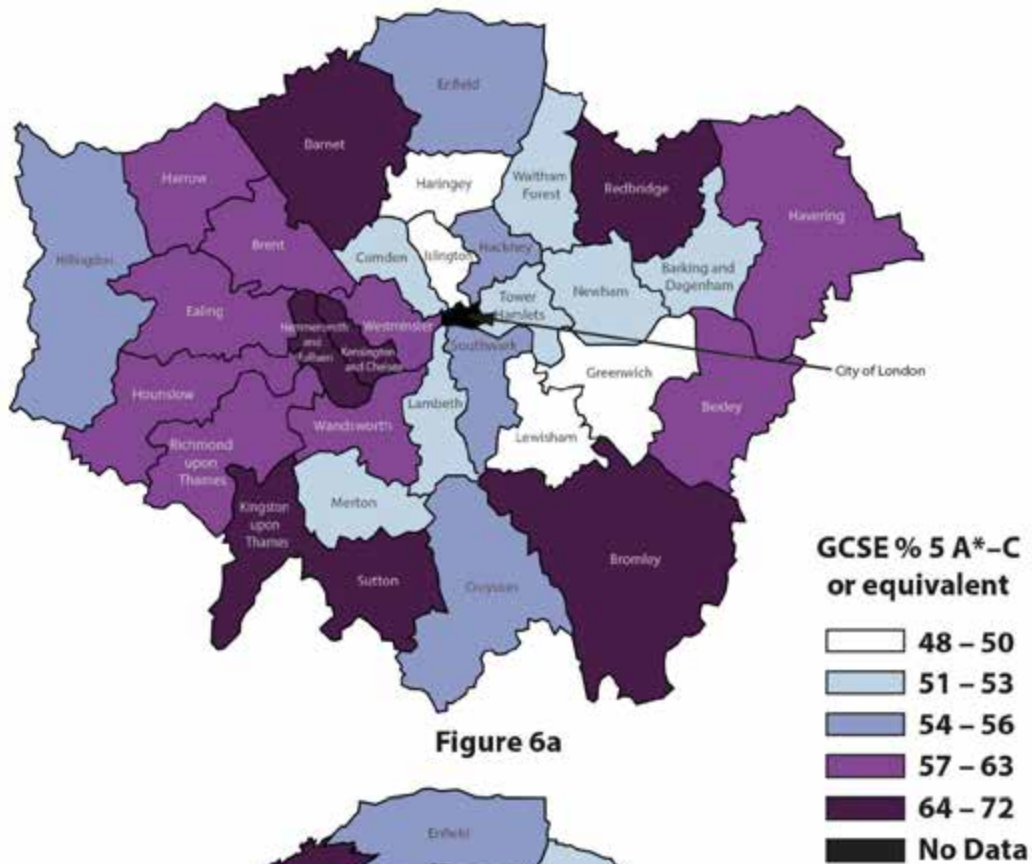 Enfield
Barnet
Harrow
Haringey
Waltham
Forest
Redbridge
Havering
Hillingdon
Brent
Camden
Islington
Hackney
Barking and
Dagenham
Newham
Tower
Hamlets
Ealing
Hammersmith
and
Fulham
Westminster
Kensington
and Chelsea
Southwark
Greenwich
City of London
Hounslow
Lambeth
Bexley
Wandsworth
Lewisham
Richmond
upon
Thames
Merton
Kingston
upon
Thames
Sutton
Croydon
Bromley
GCSE % 5 A*–C
or equivalent
48 – 50
51 – 53
54 – 56
57 – 63
64 – 72
No Data
Figure 6a
Enfield